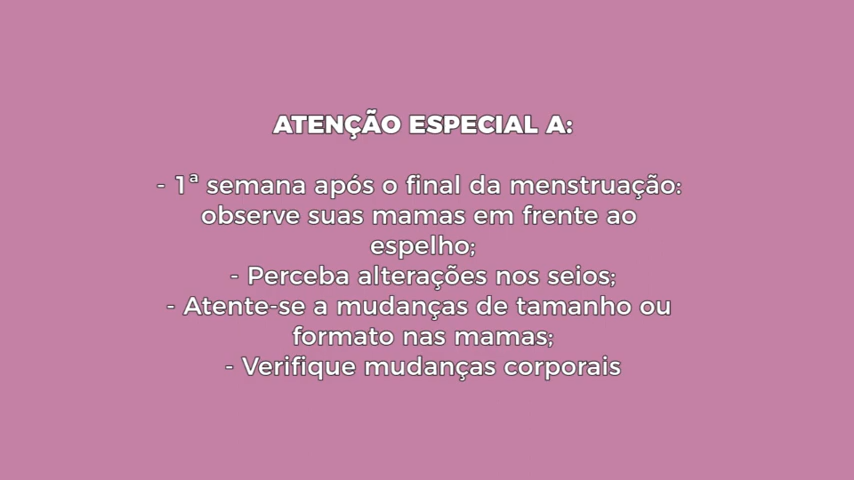 ATENÇÃO ESPECIAL A:
- 1ª semana após o final da menstruação:
observe suas mamas em frente ao
espelho;
- Perceba alterações nos seios;
- Atente-se a mudanças de tamanho ou
formato nas mamas;
- Verifique mudanças corporais